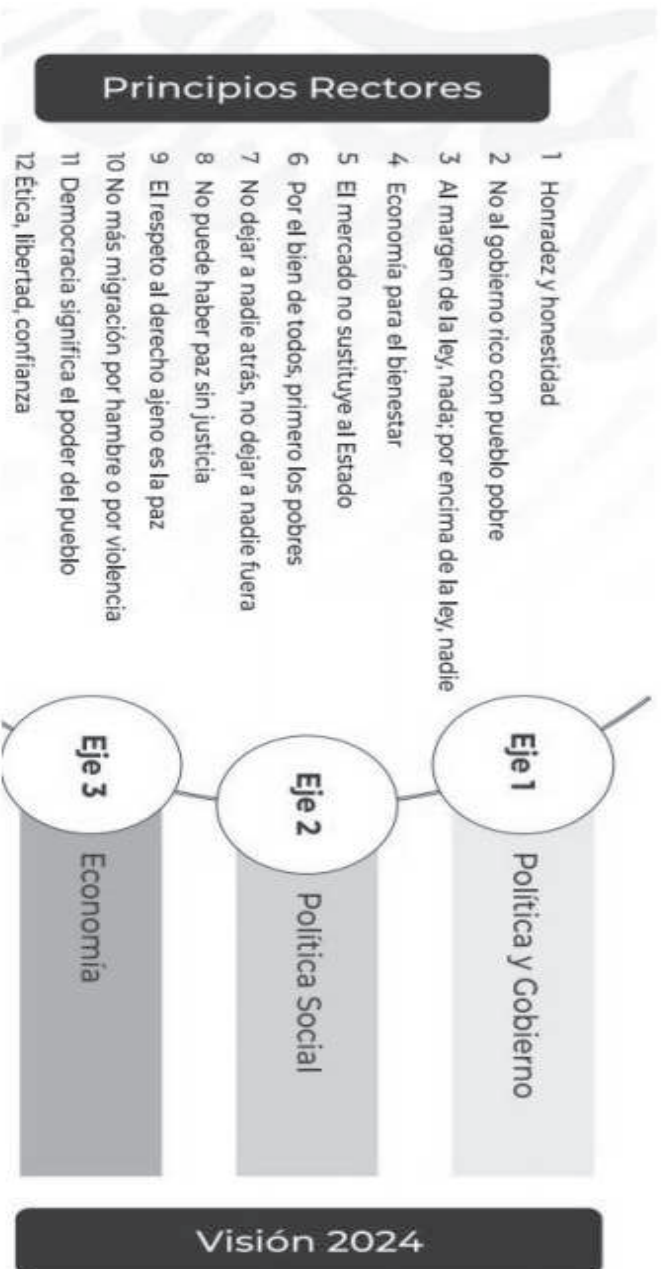 Principios Rectores
1 Honradez y honestidad
2 No al gobierno rico con pueblo pobre
3 Al margen de la ley, nada; por encima de la ley, nadie
4 Economía para el bienestar
5 El mercado no sustituye al Estado
6 Por el bien de todos, primero los pobres
7 No dejar a nadie atrás, no dejar a nadie fuera
8 No puede haber paz sin justicia
9 El respeto al derecho ajeno es la paz
10 No más migración por hambre o por violencia
11 Democracia significa el poder del pueblo
12 Ética, libertad, confianza
Eje 1
Política y Gobierno
Eje 2
Política Social
Eje 3
Economía
Visión 2024